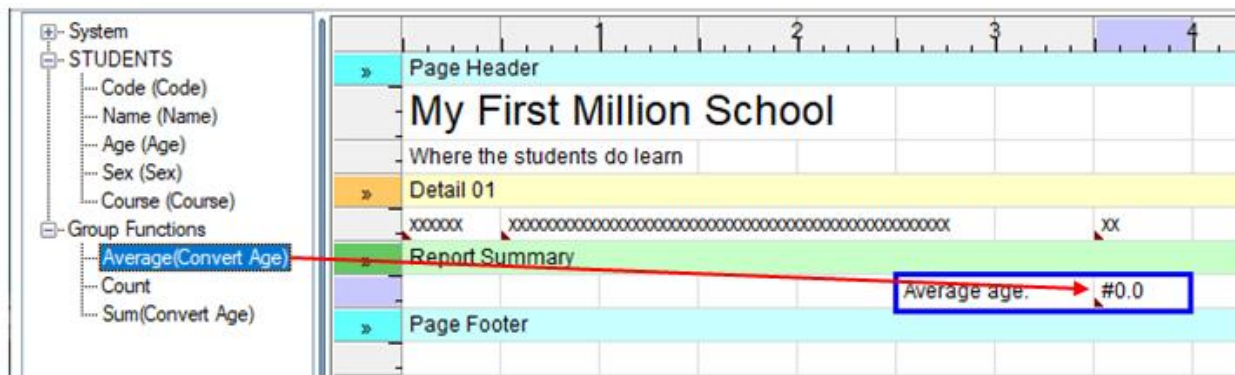 System
STUDENTS
Code (Code)
Name (Name)
Age (Age)
Sex (Sex)
Course (Course)
Group Functions
Average(Convert Age)
Count
Sum(Convert Age)
1 2 3 4
» Page Header
My First Million School
Where the students do learn
» Detail 01
xxxxxx xxxxxxxxxxxxxxxxxxxxxxxxxxxxxxxxxxxxxxxxxxxxxxxxxx xx
» Report Summary
Average age: #0.0
» Page Footer